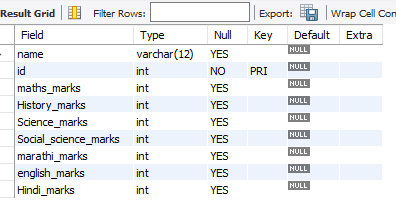 Result Grid Filter Rows: Export: Wrap Cell Con
Field Type Null Key Default Extra
name varchar(12) YES NULL
id int NO PRI NULL
maths_marks int YES NULL
History_marks int YES NULL
Science_marks int YES NULL
Social_science_marks int YES NULL
marathi_marks int YES NULL
english_marks int YES NULL
Hindi_marks int YES NULL